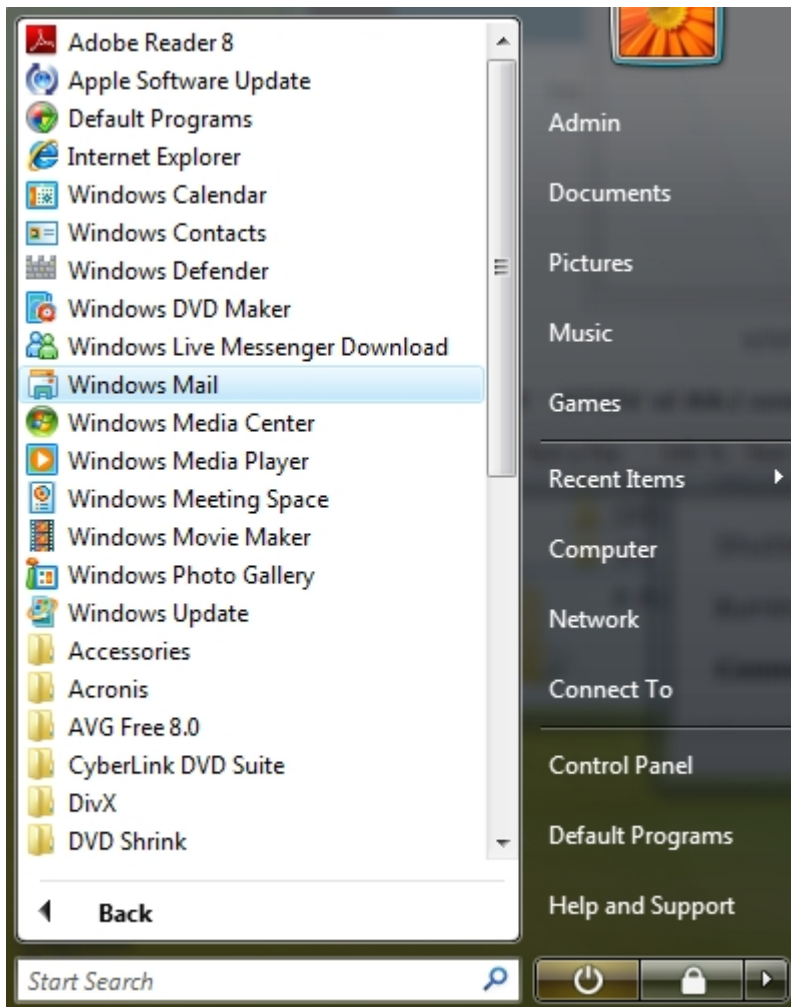 Adobe Reader 8
Apple Software Update
Default Programs
Internet Explorer
Windows Calendar
Windows Contacts
Windows Defender
Windows DVD Maker
Windows Live Messenger Download
Windows Mail
Windows Media Center
Windows Media Player
Windows Meeting Space
Windows Movie Maker
Windows Photo Gallery
Windows Update
Accessories
Acronis
AVG Free 8.0
CyberLink DVD Suite
DivX
DVD Shrink
Back
Start Search
Admin
Documents
Pictures
Music
Games
Recent Items
Computer
Network
Connect To
Control Panel
Default Programs
Help and Support